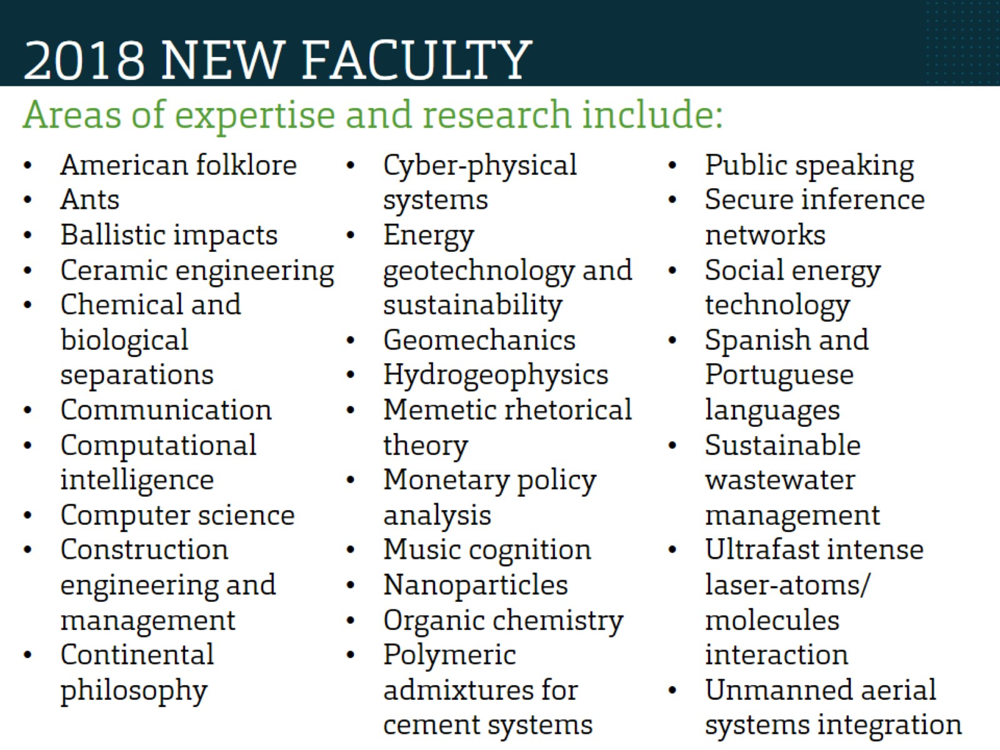 2018 NEW FACULTY
Areas of expertise and research include:
• American folklore
• Ants
• Ballistic impacts
• Ceramic engineering
• Chemical and
biological
separations
• Communication
• Computational
intelligence
• Computer science
• Construction
engineering and
management
• Continental
philosophy
• Cyber-physical
systems
• Energy
geotechnology and
sustainability
• Geomechanics
• Hydrogeophysics
• Memetic rhetorical
theory
• Monetary policy
analysis
• Music cognition
• Nanoparticles
• Organic chemistry
• Polymeric
admixtures for
cement systems
• Public speaking
• Secure inference
networks
• Social energy
technology
• Spanish and
Portuguese
languages
• Sustainable
wastewater
management
• Ultrafast intense
laser-atoms/
molecules
interaction
• Unmanned aerial
systems integration